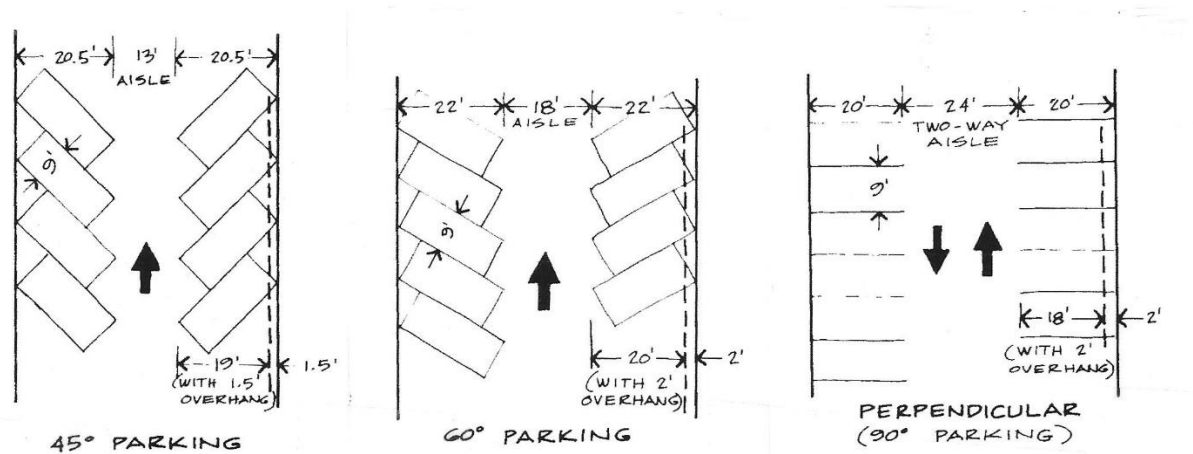 20.5' 13' 20.5'
AISLE
9'
19' 1.5'
(WITH 1.5'
OVERHANG)
45° PARKING
22' 18' 22'
AISLE
9'
20' 2'
(WITH 2'
OVERHANG)
60° PARKING
20' 24' 20'
TWO-WAY
AISLE
9'
18' 2'
(WITH 2'
OVERHANG)
PERPENDICULAR
(90° PARKING)